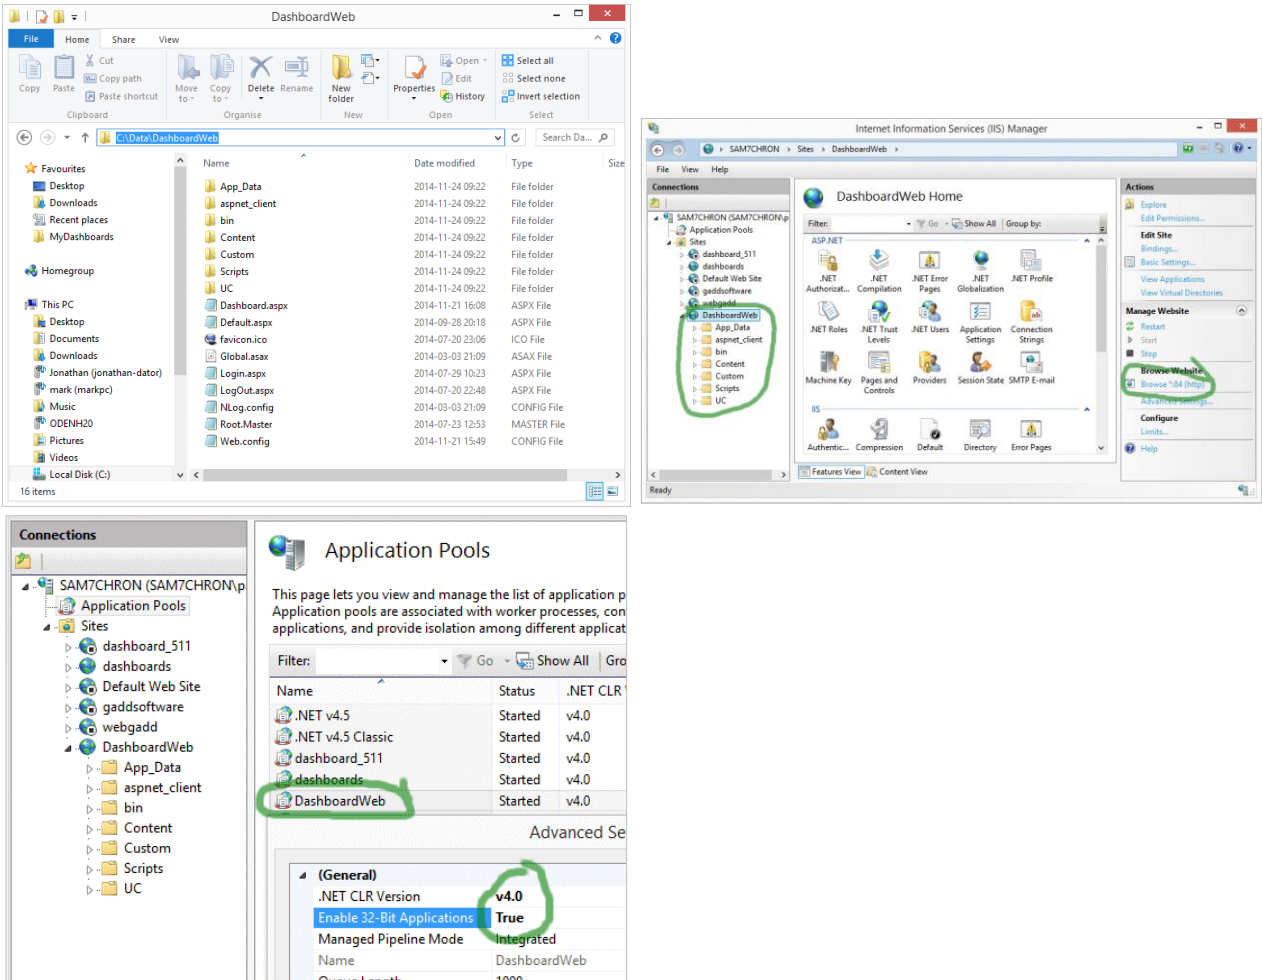 DashboardWeb
File Home Share View
Copy Paste Cut Copy path Paste shortcut
Move to Copy to Delete Rename
New folder
Properties Open Edit History
Select all Select none Invert selection
Clipboard Organise New Open Select
C:\Data\DashboardWeb Search Da...
Favourites
Desktop
Downloads
Recent places
MyDashboards
Homegroup
This PC
Desktop
Documents
Downloads
Jonathan (jonathan-dator)
mark (markpc)
Music
ODENH20
Pictures
Videos
Local Disk (C:)
Name Date modified Type Size
App_Data 2014-11-24 09:22 File folder
aspnet_client 2014-11-24 09:22 File folder
bin 2014-11-24 09:22 File folder
Content 2014-11-24 09:22 File folder
Custom 2014-11-24 09:22 File folder
Scripts 2014-11-24 09:22 File folder
UC 2014-11-24 09:22 File folder
Dashboard.aspx 2014-11-21 16:08 ASPX File
Default.aspx 2014-09-28 20:18 ASPX File
favicon.ico 2014-07-20 23:06 ICO File
Global.asax 2014-03-03 21:09 ASAX File
Login.aspx 2014-07-29 10:23 ASPX File
LogOut.aspx 2014-07-20 22:48 ASPX File
NLog.config 2014-03-03 21:09 CONFIG File
Root.Master 2014-07-23 12:53 MASTER File
Web.config 2014-11-21 15:49 CONFIG File
16 items
Internet Information Services (IIS) Manager
SAM7CHRON Sites DashboardWeb
File View Help
Connections
SAM7CHRON (SAM7CHRON\p
Application Pools
Sites
dashboard_511
dashboards
Default Web Site
gaddsoftware
webgadd
DashboardWeb
App_Data
aspnet_client
bin
Content
Custom
Scripts
UC
DashboardWeb Home
Filter: Go Show All Group by:
ASP.NET
.NET Authorizat... .NET Compilation .NET Error Pages .NET Globalization .NET Profile
.NET Roles .NET Trust Levels .NET Users Application Settings Connection Strings
Machine Key Pages and Controls Providers Session State SMTP E-mail
IIS
Authentic... Compression Default Directory Error Pages
Features View Content View
Actions
Explore
Edit Permissions...
Edit Site
Bindings...
Basic Settings...
View Applications
View Virtual Directories
Manage Website
Restart
Start
Stop
Browse Website
Browse *:84 (http)
Advanced Settings...
Configure
Limits...
Help
Ready
Connections
SAM7CHRON (SAM7CHRON\p
Application Pools
Sites
dashboard_511
dashboards
Default Web Site
gaddsoftware
webgadd
DashboardWeb
App_Data
aspnet_client
bin
Content
Custom
Scripts
UC
Application Pools
This page lets you view and manage the list of application p
Application pools are associated with worker processes, con
applications, and provide isolation among different applicat
Filter: Go Show All Gro
Name Status .NET CLR
.NET v4.5 Started v4.0
.NET v4.5 Classic Started v4.0
dashboard_511 Started v4.0
dashboards Started v4.0
DashboardWeb Started v4.0
Advanced Se
(General)
.NET CLR Version v4.0
Enable 32-Bit Applications True
Managed Pipeline Mode Integrated
Name DashboardWeb
Queue Length 1000